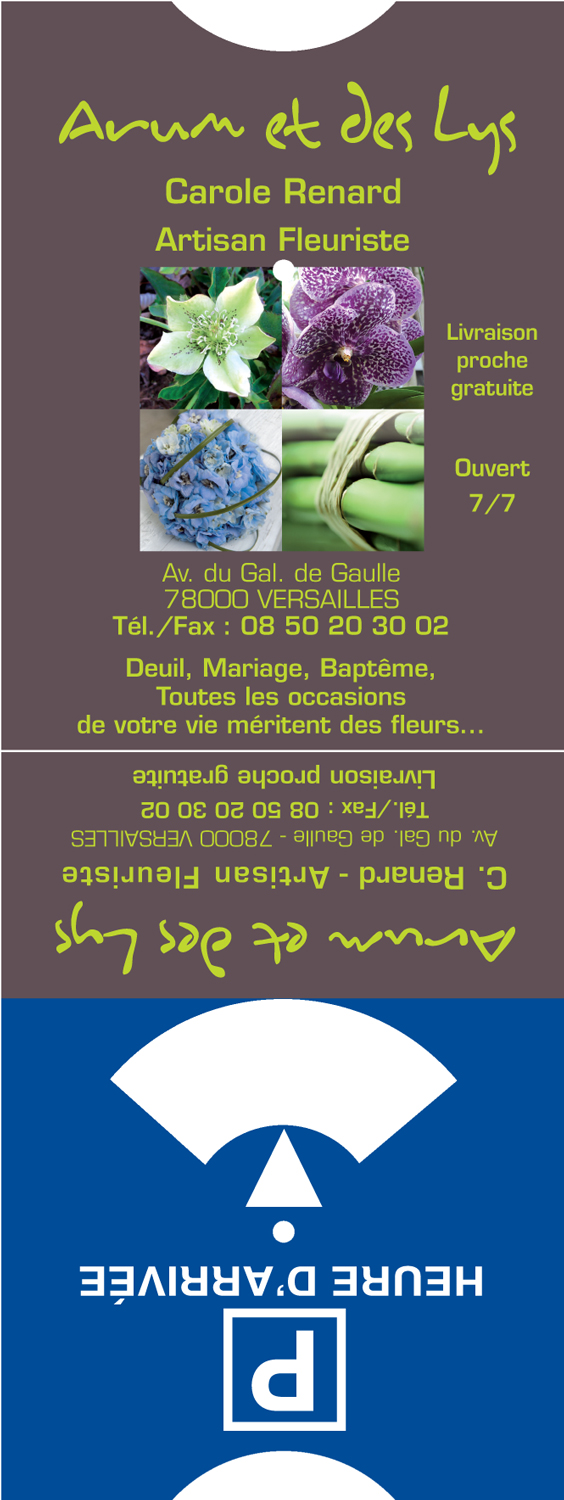 Arum et des Lys
Carole Renard
Artisan Fleuriste
Livraison
proche
gratuite
Ouvert
7/7
Av. du Gal. de Gaulle
78000 VERSAILLES
Tél./Fax : 08 50 20 30 02
Deuil, Mariage, Baptême,
Toutes les occasions
de votre vie méritent des fleurs...
Arum et des Lys
C. Renard - Artisan Fleuriste
Av. du Gal. de Gaulle - 78000 VERSAILLES
Tél./Fax : 08 50 20 30 02
Livraison proche gratuite
P
HEURE D'ARRIVÉE